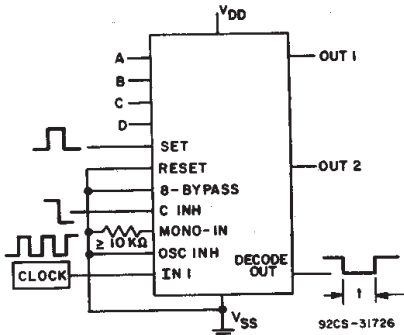 VDD
A
B
C
D
OUT 1
SET
RESET
OUT 2
8-BYPASS
C INH
MONO-IN
≥ 10 KΩ
OSC INH
DECODE
OUT
CLOCK
IN 1
t
VSS
92CS-31726